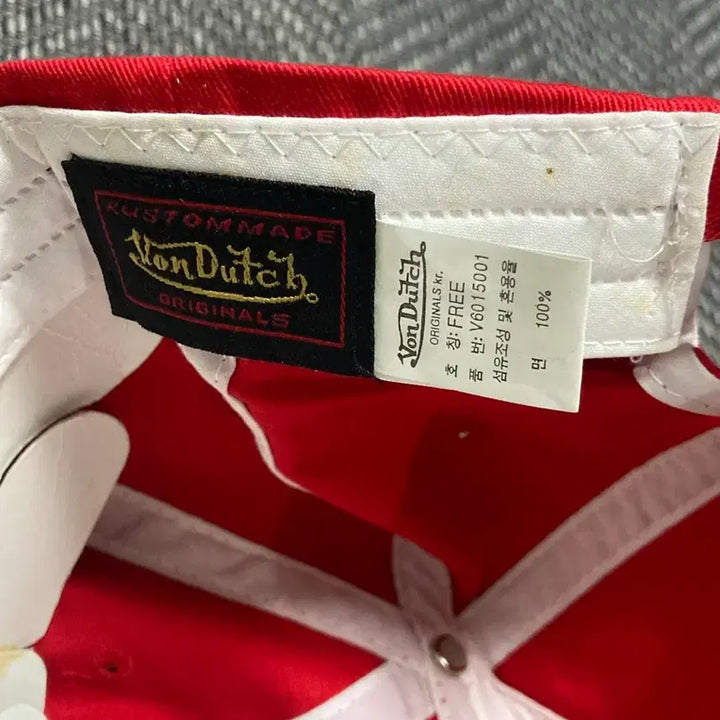 KUSTOMMADE
Von Dutch
ORIGINALS
Von Dutch
ORIGINALS kr.
호 칭: FREE
품 번: V6015001
섬유조성 및 혼용율
면 100%